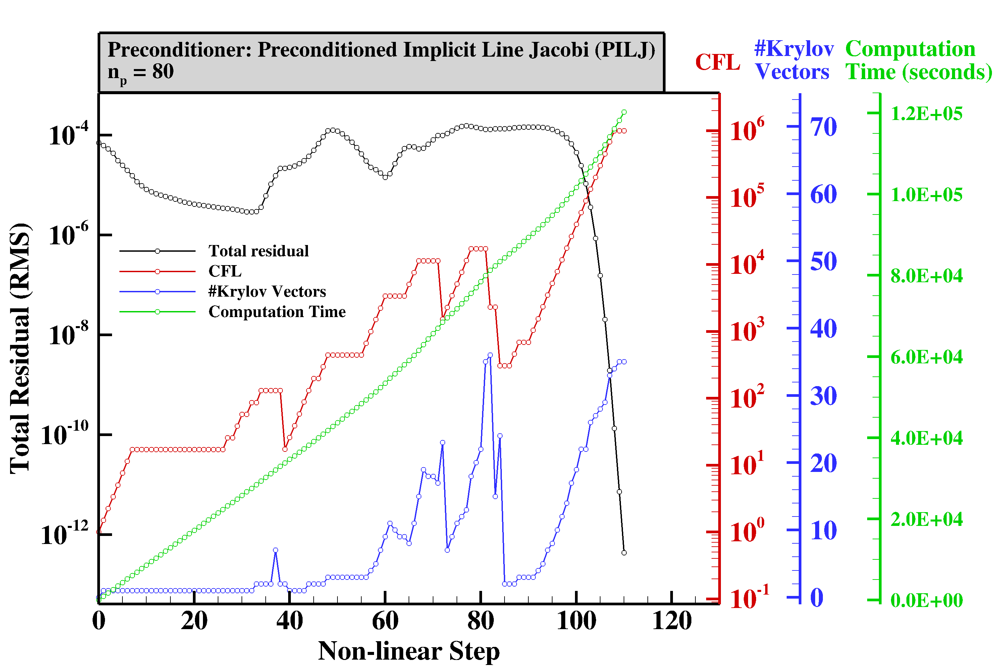 Preconditioner: Preconditioned Implicit Line Jacobi (PILJ)
n_p = 80
CFL
#Krylov
Vectors
Computation
Time (seconds)
Total Residual (RMS)
10^-4
10^-6
10^-8
10^-10
10^-12
Total residual
CFL
#Krylov Vectors
Computation Time
10^6
10^5
10^4
10^3
10^2
10^1
10^0
10^-1
70
60
50
40
30
20
10
0
1.2E+05
1.0E+05
8.0E+04
6.0E+04
4.0E+04
2.0E+04
0.0E+00
0 20 40 60 80 100 120
Non-linear Step